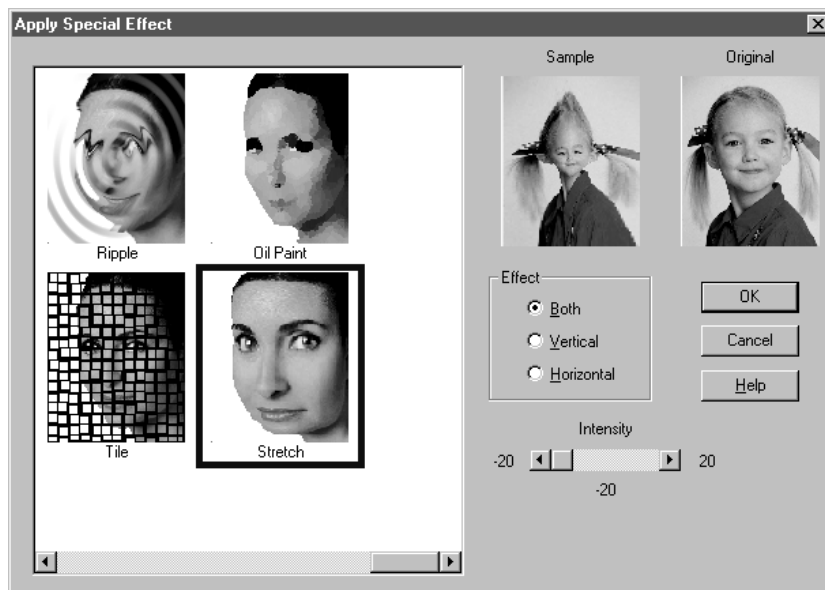 Apply Special Effect
Ripple
Oil Paint
Tile
Stretch
Sample
Original
Effect
Both
Vertical
Horizontal
OK
Cancel
Help
Intensity
-20
20
-20